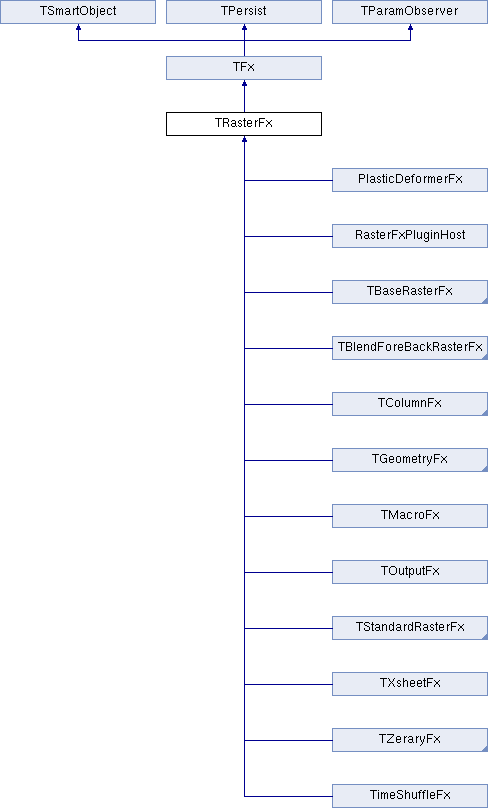 TSmartObject
TPersist
TParamObserver
TFx
TRasterFx
PlasticDeformerFx
RasterFxPluginHost
TBaseRasterFx
TBlendForeBackRasterFx
TColumnFx
TGeometryFx
TMacroFx
TOutputFx
TStandardRasterFx
TXsheetFx
TZeraryFx
TimeShuffleFx